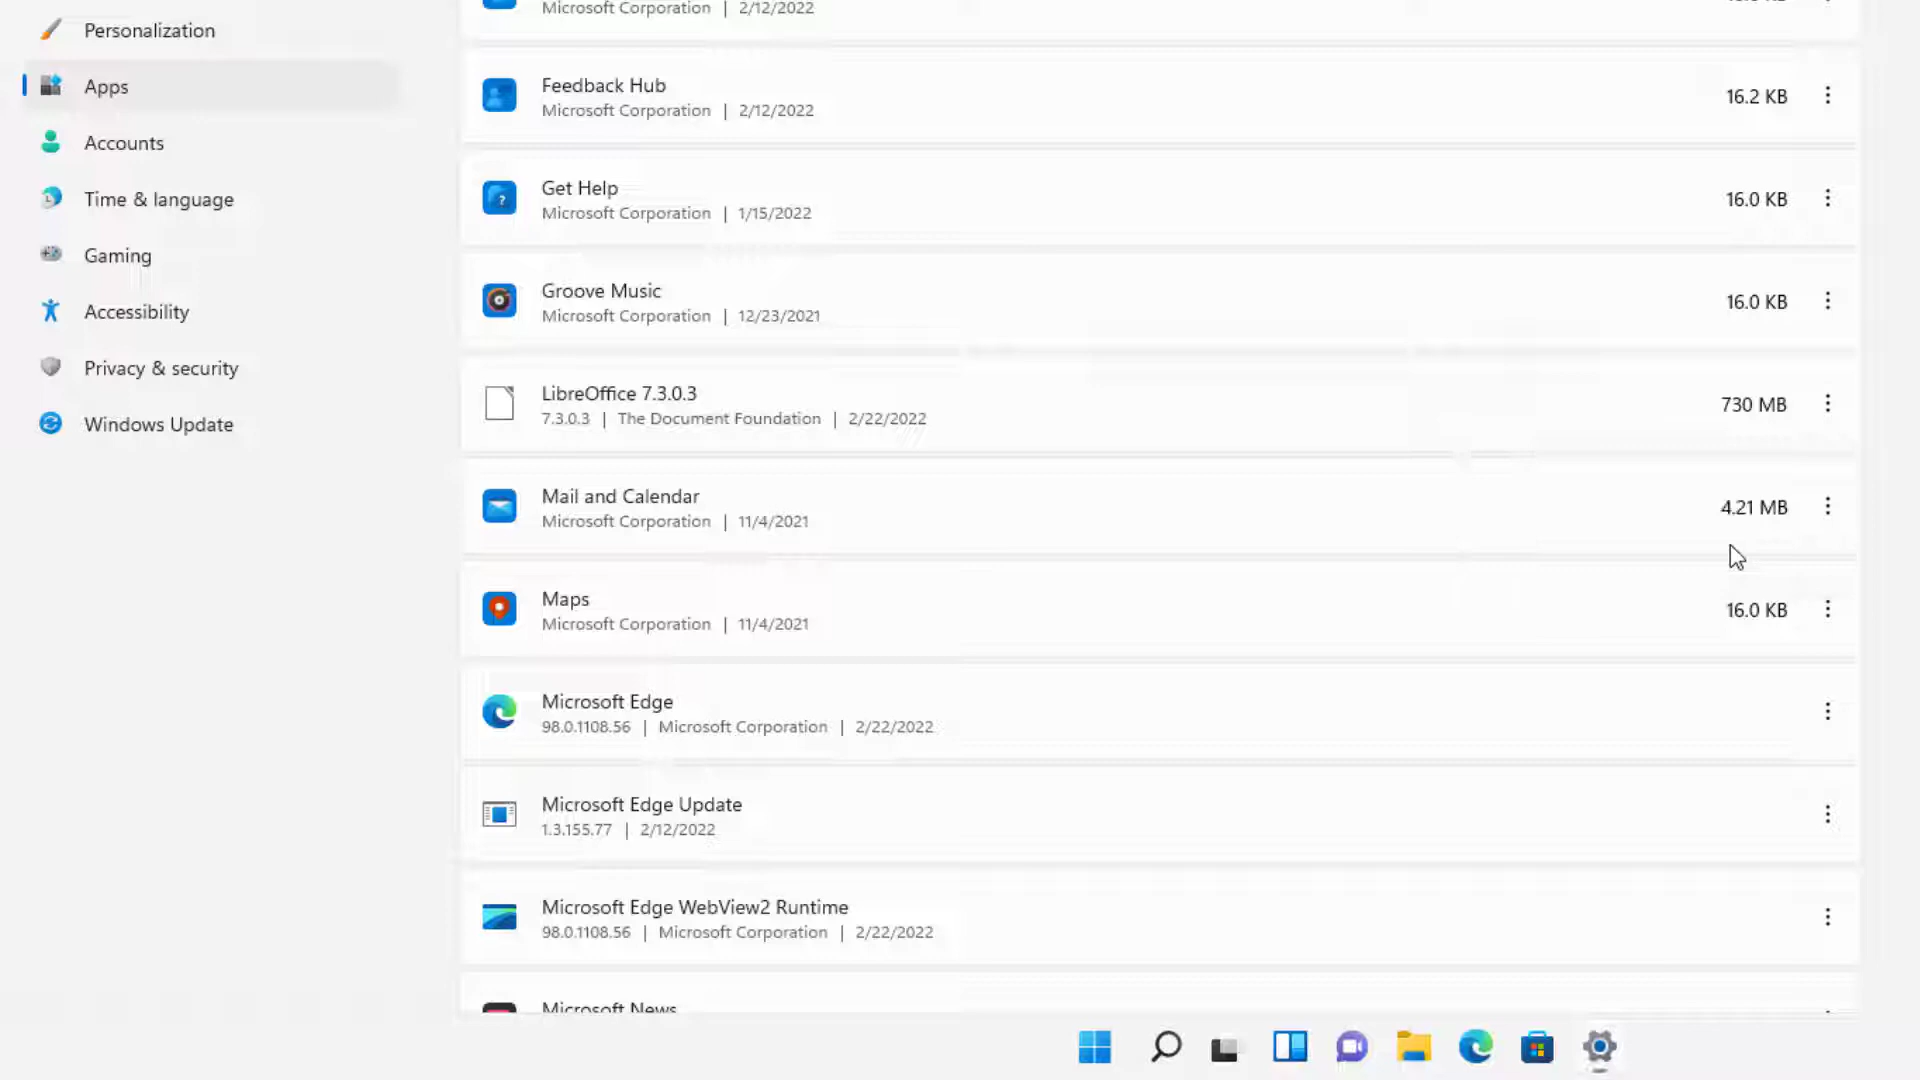 Personalization
Apps
Accounts
Time & language
Gaming
Accessibility
Privacy & security
Windows Update
Microsoft Corporation | 2/12/2022
Feedback Hub
Microsoft Corporation | 2/12/2022
16.2 KB
Get Help
Microsoft Corporation | 1/15/2022
16.0 KB
Groove Music
Microsoft Corporation | 12/23/2021
16.0 KB
LibreOffice 7.3.0.3
7.3.0.3 | The Document Foundation | 2/22/2022
730 MB
Mail and Calendar
Microsoft Corporation | 11/4/2021
4.21 MB
Maps
Microsoft Corporation | 11/4/2021
16.0 KB
Microsoft Edge
98.0.1108.56 | Microsoft Corporation | 2/22/2022
Microsoft Edge Update
1.3.155.77 | 2/12/2022
Microsoft Edge WebView2 Runtime
98.0.1108.56 | Microsoft Corporation | 2/22/2022
Microsoft News